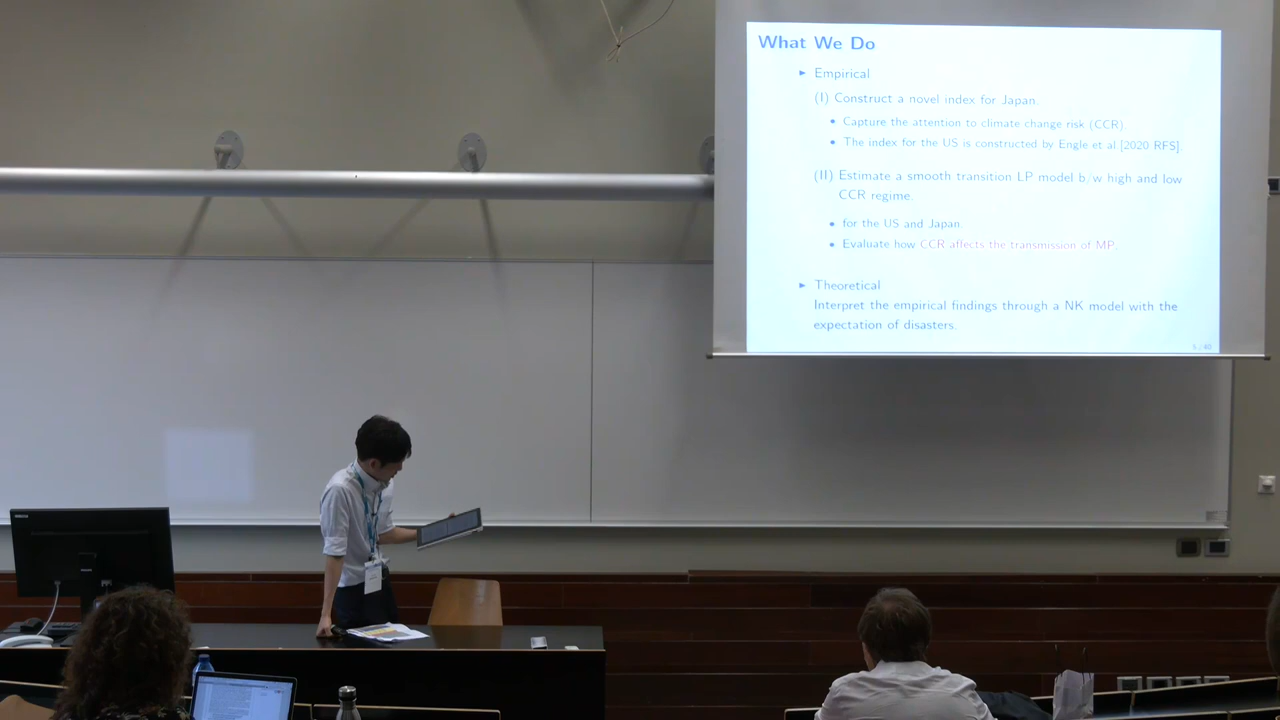 What We Do
► Empirical
(I) Construct a novel index for Japan.
• Capture the attention to climate change risk (CCR).
• The index for the US is constructed by Engle et al [2020 RFS]
(II) Estimate a smooth transition LP model b/w high and low
CCR regime.
• for the US and Japan.
• Evaluate how CCR affects the transmission of MP.
► Theoretical
Interpret the empirical findings through a NK model with the
expectation of disasters.